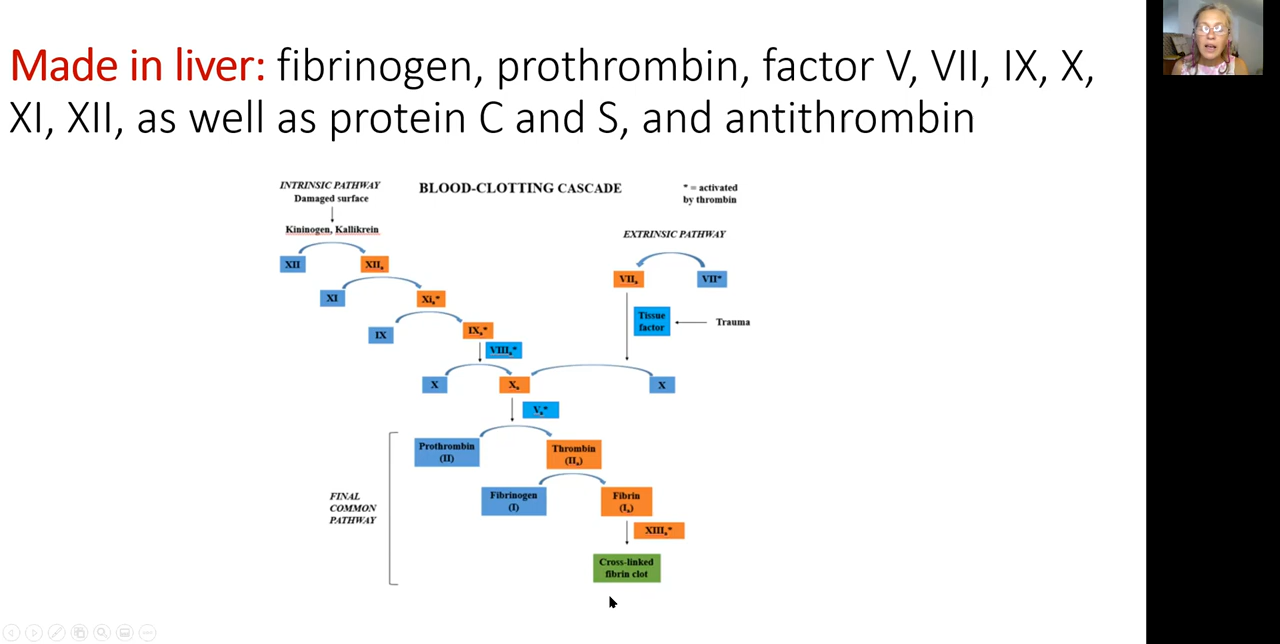 Made in liver: fibrinogen, prothrombin, factor V, VII, IX, X,
XI, XII, as well as protein C and S, and antithrombin
INTRINSIC PATHWAY
Damaged surface
BLOOD-CLOTTING CASCADE
* = activated
by thrombin
Kininogen, Kallikrein
EXTRINSIC PATHWAY
XII
XIIₐ
VIIₐ
VII*
XI
Xiₐ*
Tissue
factor
Trauma
IX
IXₐ*
VIIIₐ*
X
Xₐ
X
Vₐ*
Prothrombin
(II)
Thrombin
(IIₐ)
Fibrinogen
(I)
Fibrin
(Iₐ)
FINAL
COMMON
PATHWAY
XIIIₐ*
Cross-linked
fibrin clot